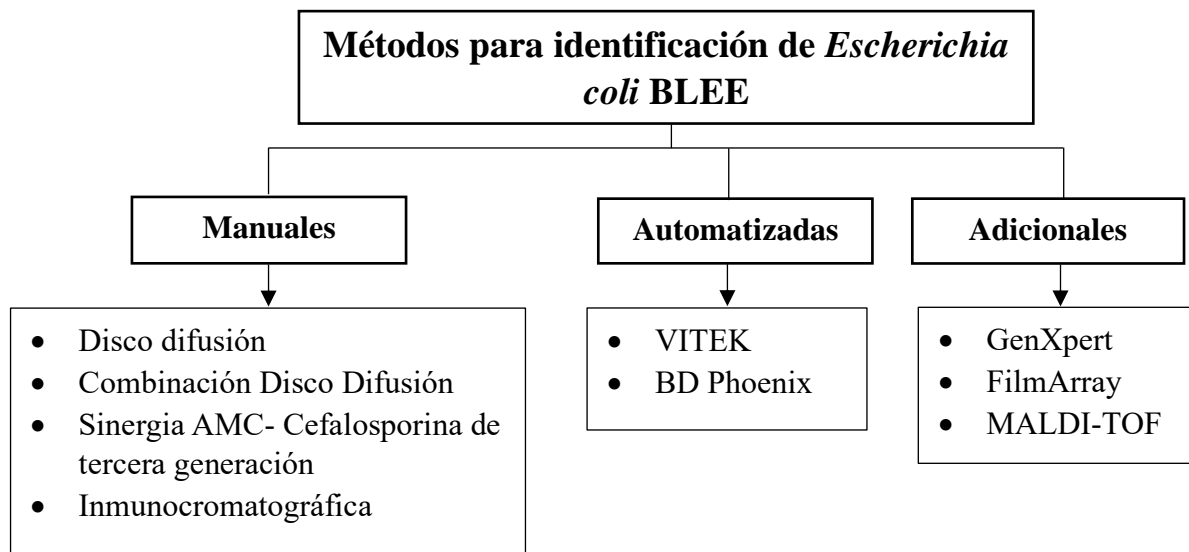 Métodos para identificación de Escherichia
coli BLEE
Manuales
Automatizadas
Adicionales
• Disco difusión
• Combinación Disco Difusión
• Sinergia AMC- Cefalosporina de
tercera generación
• Inmunocromatográfica
• VITEK
• BD Phoenix
• GenXpert
• FilmArray
• MALDI-TOF